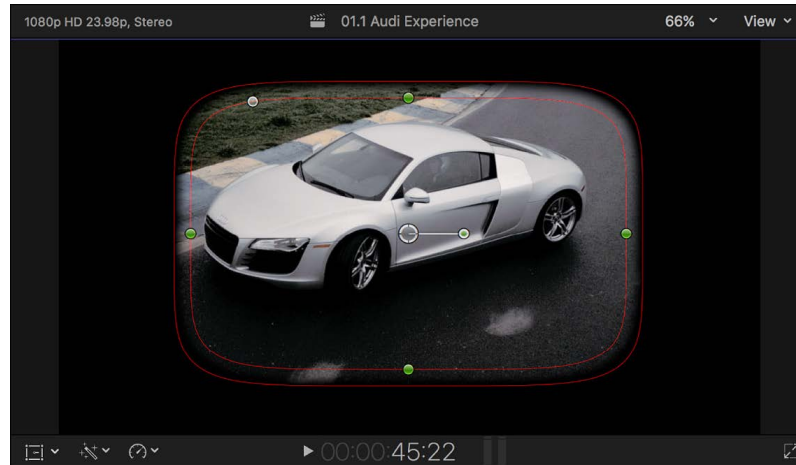 1080p HD 23.98p, Stereo
01.1 Audi Experience
66%
View
00:00:45:22